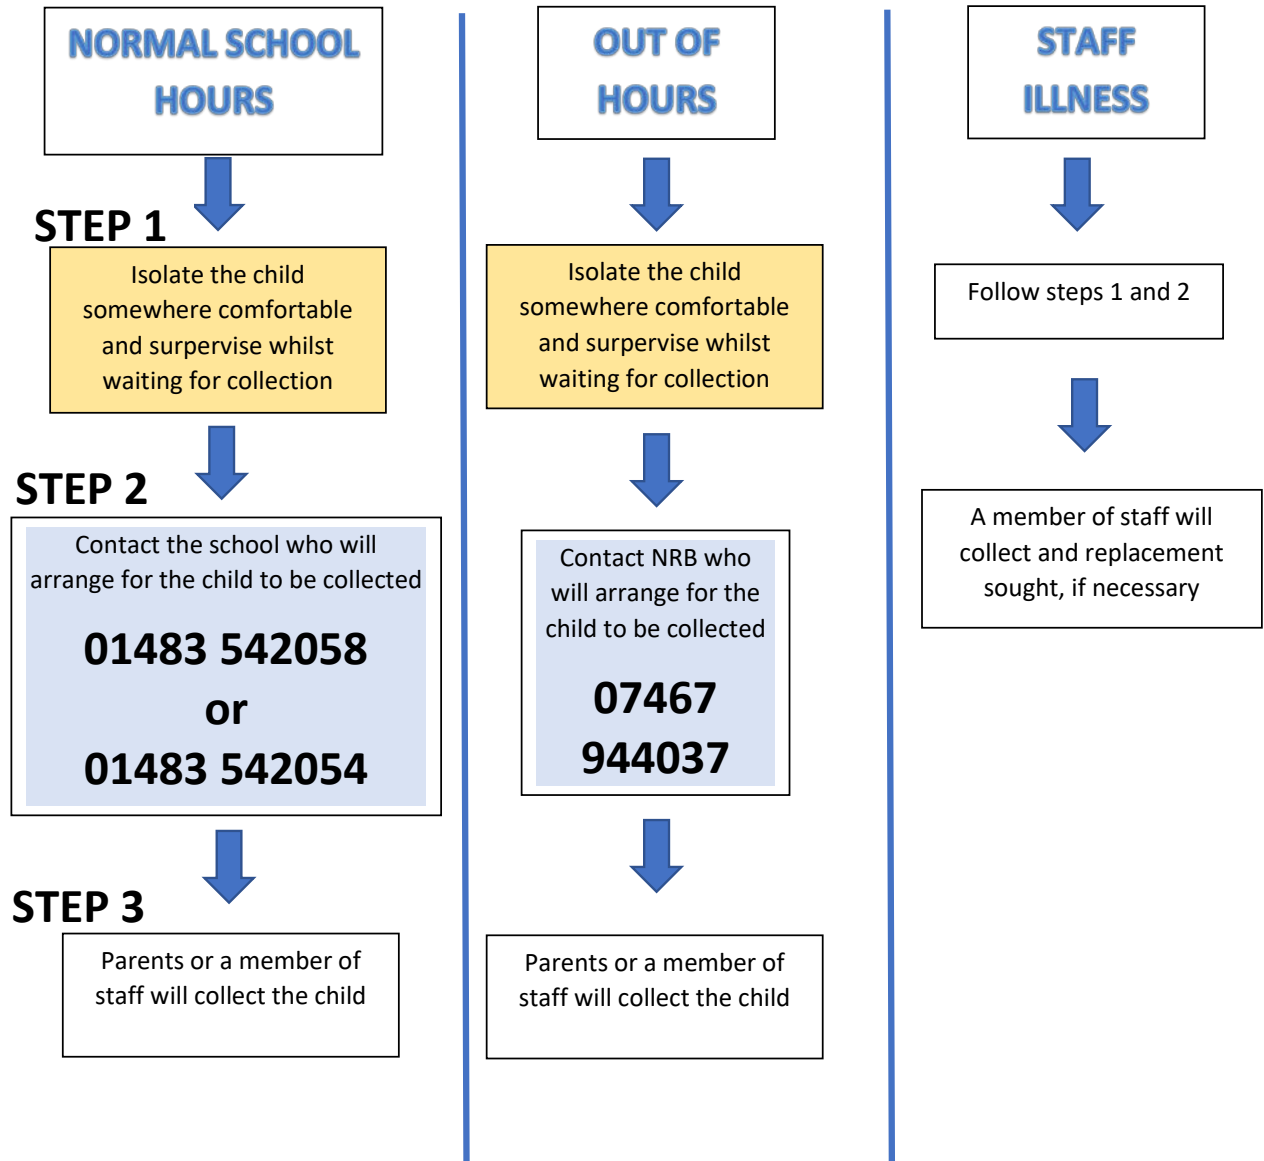 NORMAL SCHOOL
HOURS
STEP 1
Isolate the child
somewhere comfortable
and surpervise whilst
waiting for collection
STEP 2
Contact the school who will
arrange for the child to be collected
01483 542058
or
01483 542054
STEP 3
Parents or a member of
staff will collect the child
OUT OF
HOURS
Isolate the child
somewhere comfortable
and surpervise whilst
waiting for collection
Contact NRB who
will arrange for the
child to be collected
07467
944037
Parents or a member of
staff will collect the child
STAFF
ILLNESS
Follow steps 1 and 2
A member of staff will
collect and replacement
sought, if necessary